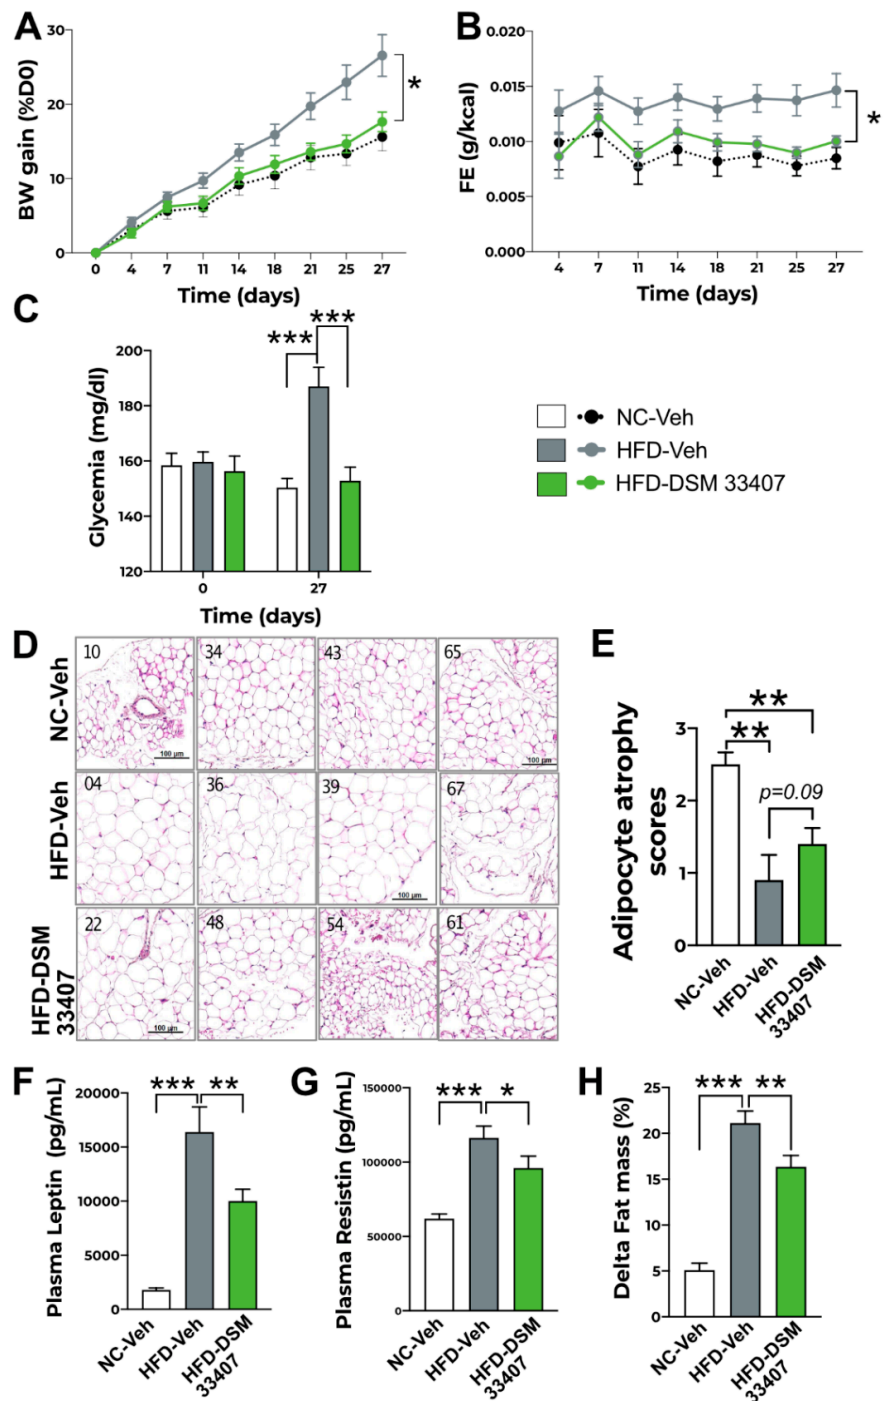 A
BW gain (%D0)
30
20
10
0
*
0 4 7 11 14 18 21 25 27
Time (days)
B
FE (g/kcal)
0.020
0.015
0.010
0.005
0.000
*
4 7 11 14 18 21 25 27
Time (days)
C
Glycemia (mg/dl)
200
180
160
140
120
*** ***
0 27
Time (days)
NC-Veh
HFD-Veh
HFD-DSM 33407
D
NC-Veh
10 34 43 65
100 µm 100 µm
HFD-Veh
04 36 39 67
100 µm
HFD-DSM
33407
22 48 54 61
100 µm
E
Adipocyte atrophy
scores
3
2
1
0
**
**
p=0.09
NC-Veh
HFD-Veh
HFD-DSM
33407
F
Plasma Leptin (pg/mL)
20000
15000
10000
5000
0
*** **
NC-Veh
HFD-Veh
HFD-DSM
33407
G
Plasma Resistin (pg/mL)
150000
100000
50000
0
*** *
NC-Veh
HFD-Veh
HFD-DSM
33407
H
Delta Fat mass (%)
25
20
15
10
5
0
*** **
NC-Veh
HFD-Veh
HFD-DSM
33407